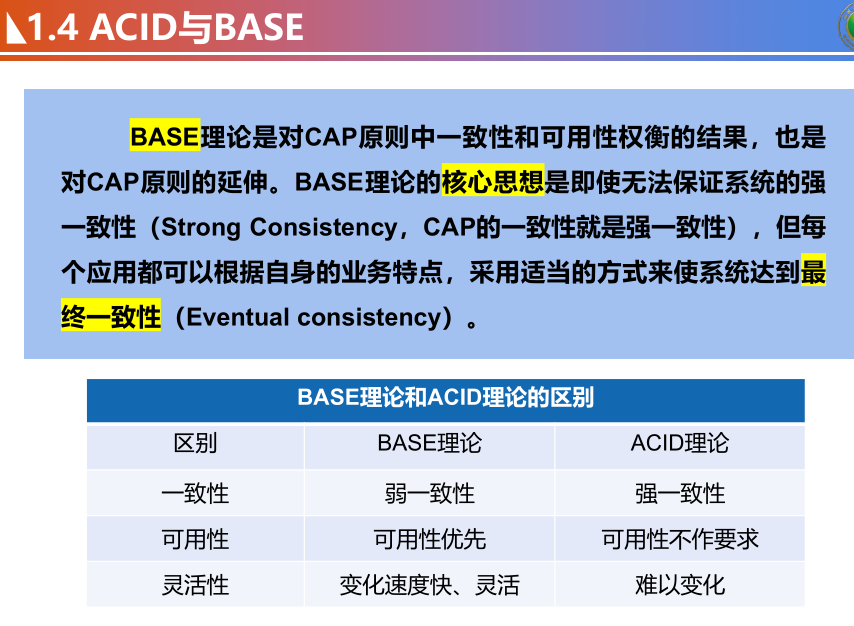 1.4 ACID与BASE
BASE理论是对CAP原则中一致性和可用性权衡的结果，也是
对CAP原则的延伸。BASE理论的核心思想是即使无法保证系统的强
一致性（Strong Consistency，CAP的一致性就是强一致性），但每
个应用都可以根据自身的业务特点，采用适当的方式来使系统达到最
终一致性（Eventual consistency）。
BASE理论和ACID理论的区别
区别 BASE理论 ACID理论
一致性 弱一致性 强一致性
可用性 可用性优先 可用性不作要求
灵活性 变化速度快、灵活 难以变化